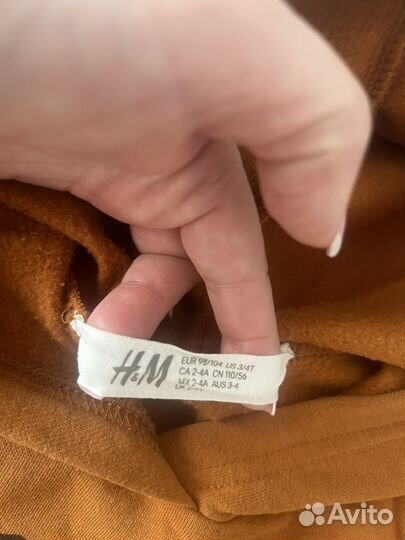 H&M
EUR 98/104 US 3/4T
CA 2-4A CN 110/56
MX 2-4A AUS 3-4
Avito